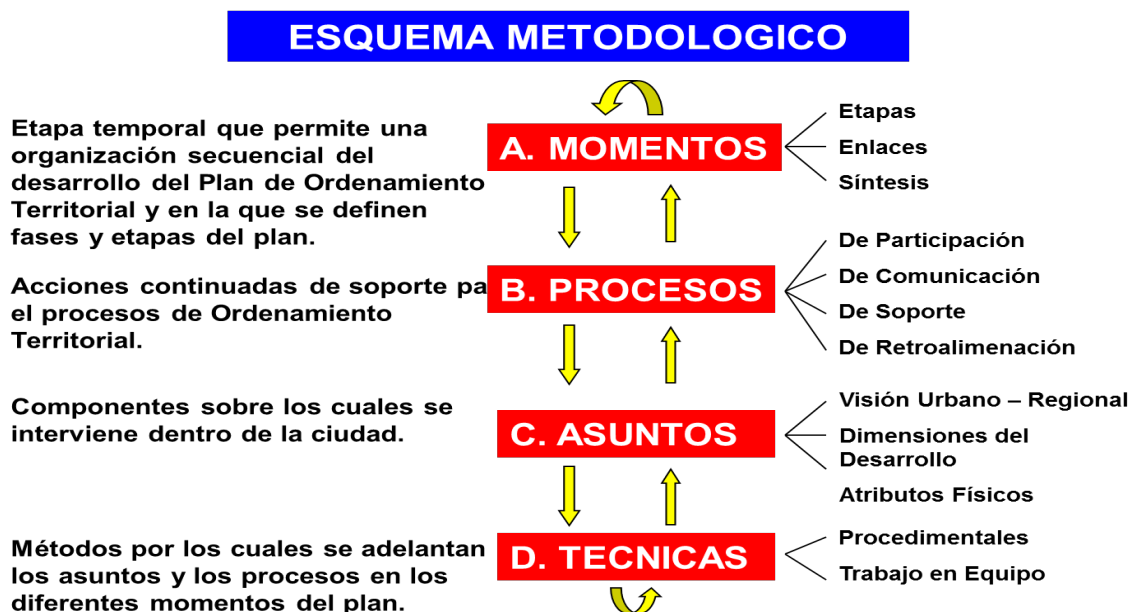 ESQUEMA METODOLOGICO
Etapa temporal que permite una
organización secuencial del
desarrollo del Plan de Ordenamiento
Territorial y en la que se definen
fases y etapas del plan.
A. MOMENTOS
Etapas
Enlaces
Síntesis
Acciones continuadas de soporte pa
el procesos de Ordenamiento
Territorial.
B. PROCESOS
De Participación
De Comunicación
De Soporte
De Retroalimenación
Componentes sobre los cuales se
interviene dentro de la ciudad.
C. ASUNTOS
Visión Urbano – Regional
Dimensiones del
Desarrollo
Atributos Físicos
Métodos por los cuales se adelantan
los asuntos y los procesos en los
diferentes momentos del plan.
D. TECNICAS
Procedimentales
Trabajo en Equipo